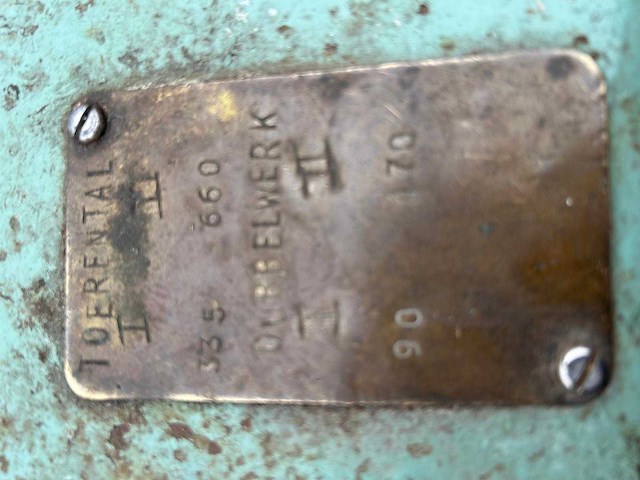 TOERENTAL
I II
335 660
DUBBELWERK
I II
90 170